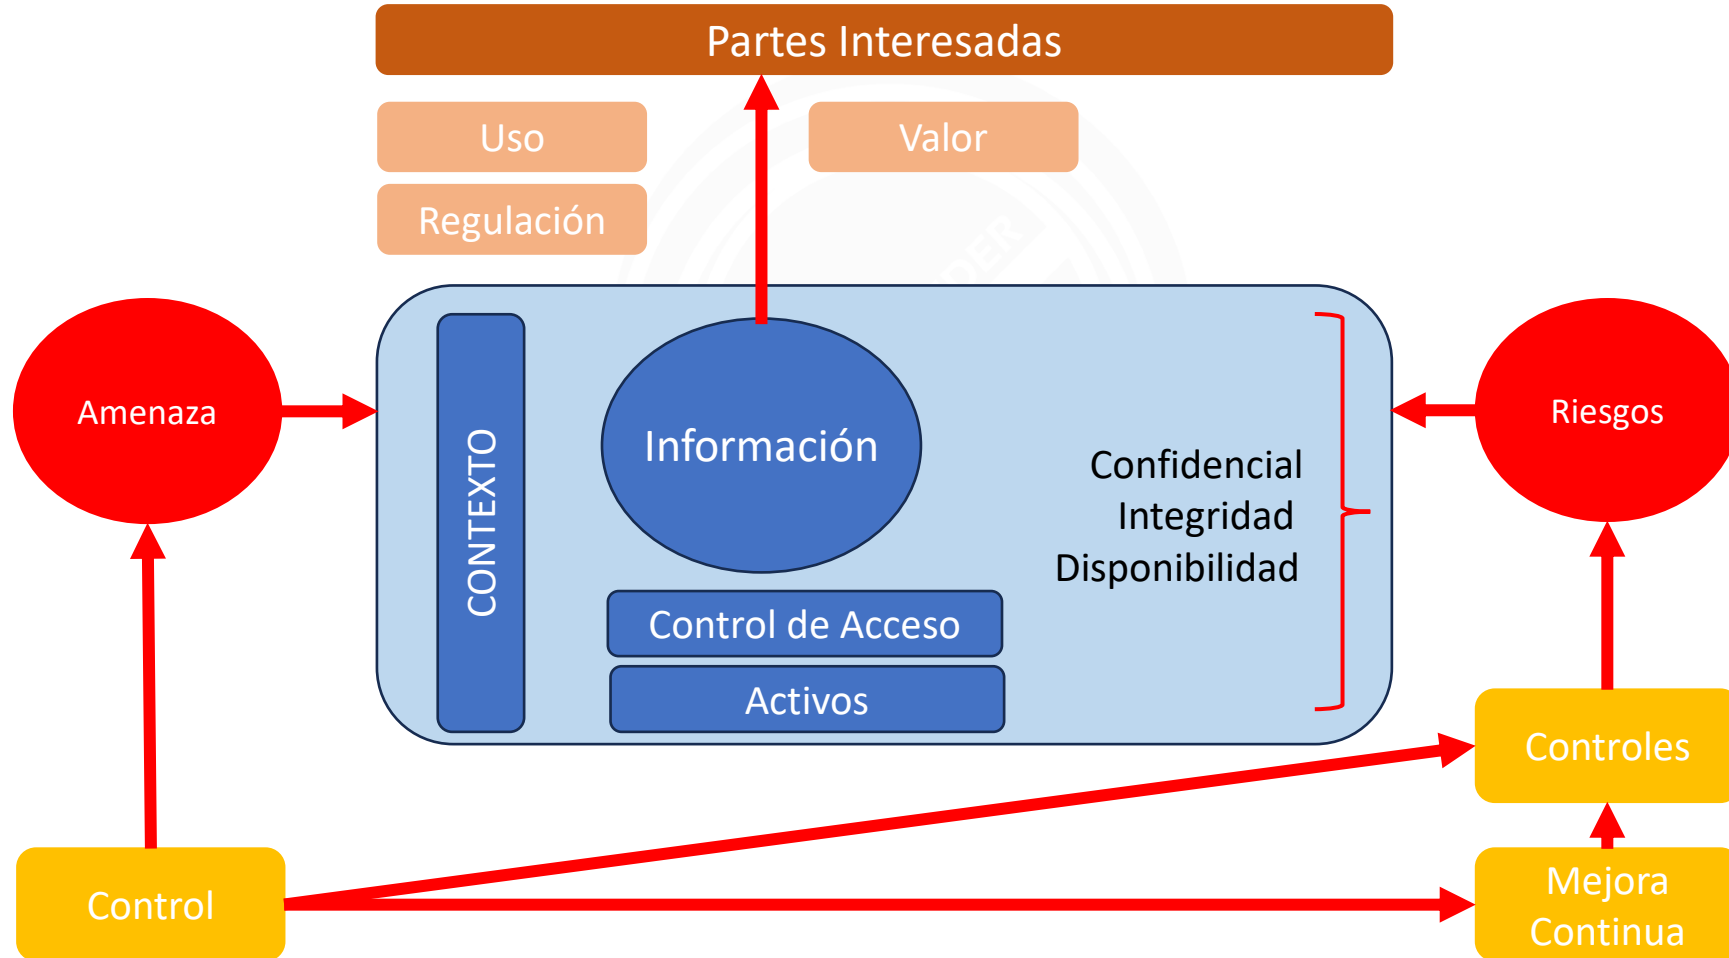 Partes Interesadas
Uso
Valor
Regulación
Amenaza
CONTEXTO
Información
Confidencial
Integridad
Disponibilidad
Control de Acceso
Activos
Riesgos
Controles
Control
Mejora
Continua